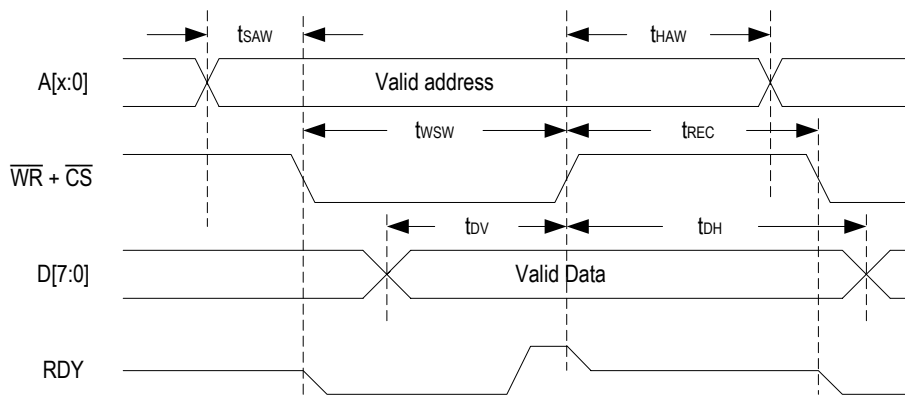 tSAW tHAW
A[x:0] Valid address
tWSW tREC
WR + CS
tDV tDH
D[7:0] Valid Data
RDY